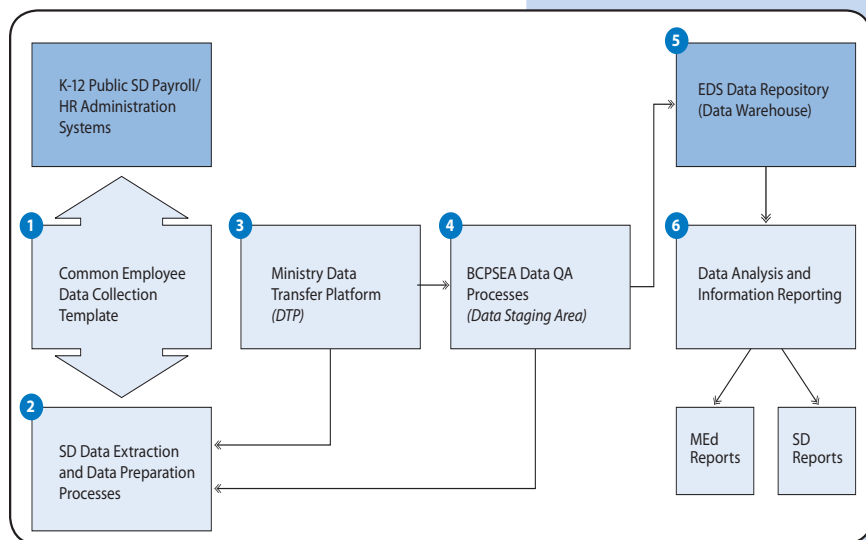 K-12 Public SD Payroll/
HR Administration
Systems
1
Common Employee
Data Collection
Template
2
SD Data Extraction
and Data Preparation
Processes
3
Ministry Data
Transfer Platform
(DTP)
4
BCPSEA Data QA
Processes
(Data Staging Area)
5
EDS Data Repository
(Data Warehouse)
6
Data Analysis and
Information Reporting
MEd
Reports
SD
Reports